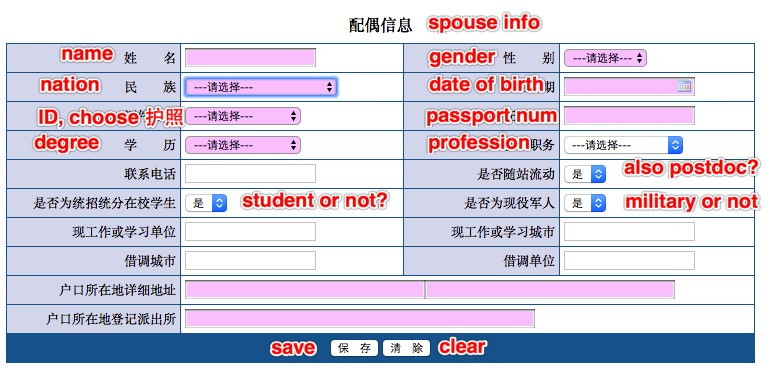 配偶信息 spouse info
name 姓 名 gender 性 别 ---请选择---
nation 民 族 ---请选择--- date of birth 期
ID, choose 护照 ---请选择--- passport num
degree 学 历 ---请选择--- profession 职务 ---请选择---
联系电话 是否随站流动 是 also postdoc?
是否为统招统分在校学生 是 student or not? 是否为现役军人 是 military or not
现工作或学习单位 现工作或学习城市
借调城市 借调单位
户口所在地详细地址
户口所在地登记派出所
save 保 存 清 除 clear